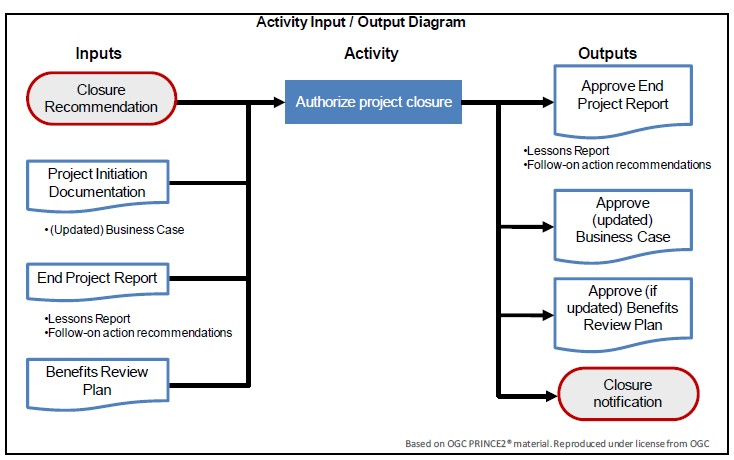 Activity Input / Output Diagram
Inputs
Activity
Outputs
Closure
Recommendation
Authorize project closure
Approve End
Project Report
•Lessons Report
•Follow-on action recommendations
Project Initiation
Documentation
• (Updated) Business Case
Approve
(updated)
Business Case
End Project Report
•Lessons Report
•Follow-on action recommendations
Approve (if
updated) Benefits
Review Plan
Benefits Review
Plan
Closure
notification
Based on OGC PRINCE2® material. Reproduced under license from OGC